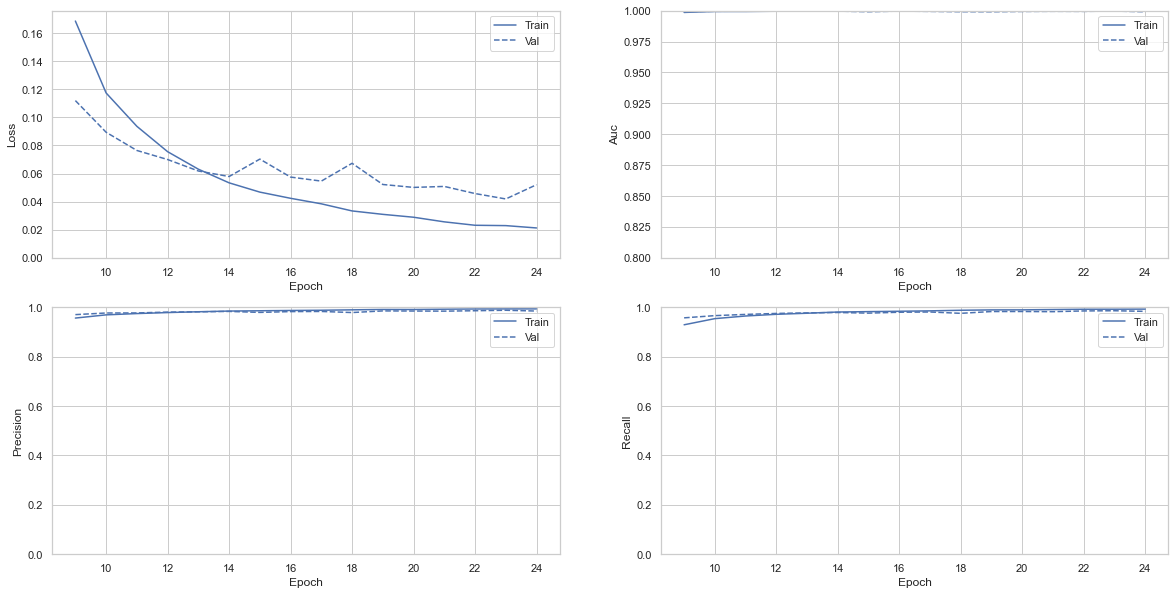 0.16
0.14
0.12
0.10
0.08
0.06
0.04
0.02
0.00
Loss
10 12 14 16 18 20 22 24
Epoch
Train
Val
1.000
0.975
0.950
0.925
0.900
0.875
0.850
0.825
0.800
Auc
10 12 14 16 18 20 22 24
Epoch
Train
Val
1.0
0.8
0.6
0.4
0.2
0.0
Precision
10 12 14 16 18 20 22 24
Epoch
Train
Val
1.0
0.8
0.6
0.4
0.2
0.0
Recall
10 12 14 16 18 20 22 24
Epoch
Train
Val